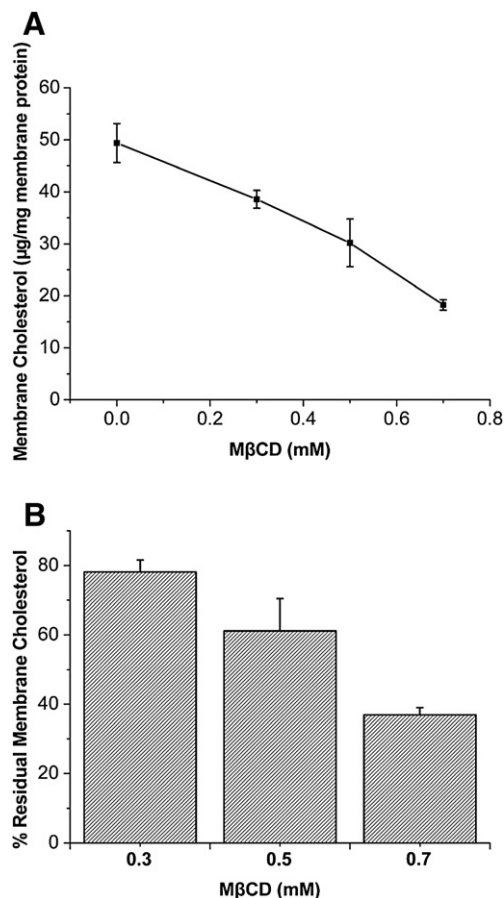 A
Membrane Cholesterol (µg/mg membrane protein)
60
50
40
30
20
10
0
0.0 0.2 0.4 0.6 0.8
MβCD (mM)
B
% Residual Membrane Cholesterol
80
60
40
20
0
0.3 0.5 0.7
MβCD (mM)